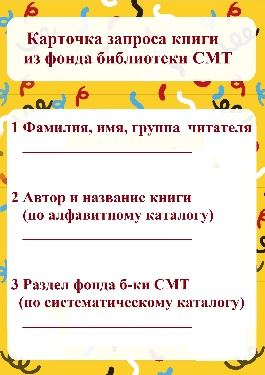 Карточка запроса книги
из фонда библиотеки СМТ
1 Фамилия, имя, группа читателя
2 Автор и название книги
(по алфавитному каталогу)
3 Раздел фонда б-ки СМТ
(по систематическому каталогу)